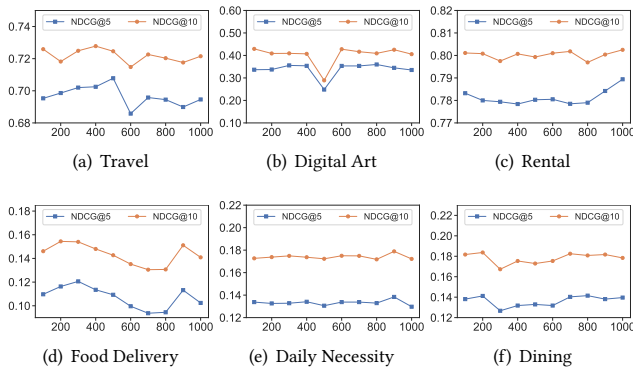 NDCG@5 NDCG@10
0.74
0.72
0.70
0.68
200 400 600 800 1000
(a) Travel
NDCG@5 NDCG@10
0.60
0.50
0.40
0.30
0.20
0.10
200 400 600 800 1000
(b) Digital Art
NDCG@5 NDCG@10
0.82
0.80
0.78
0.77
200 400 600 800 1000
(c) Rental
NDCG@5 NDCG@10
0.18
0.16
0.14
0.12
0.10
200 400 600 800 1000
(d) Food Delivery
NDCG@5 NDCG@10
0.22
0.20
0.18
0.16
0.14
0.12
200 400 600 800 1000
(e) Daily Necessity
NDCG@5 NDCG@10
0.22
0.20
0.18
0.16
0.14
0.12
200 400 600 800 1000
(f) Dining